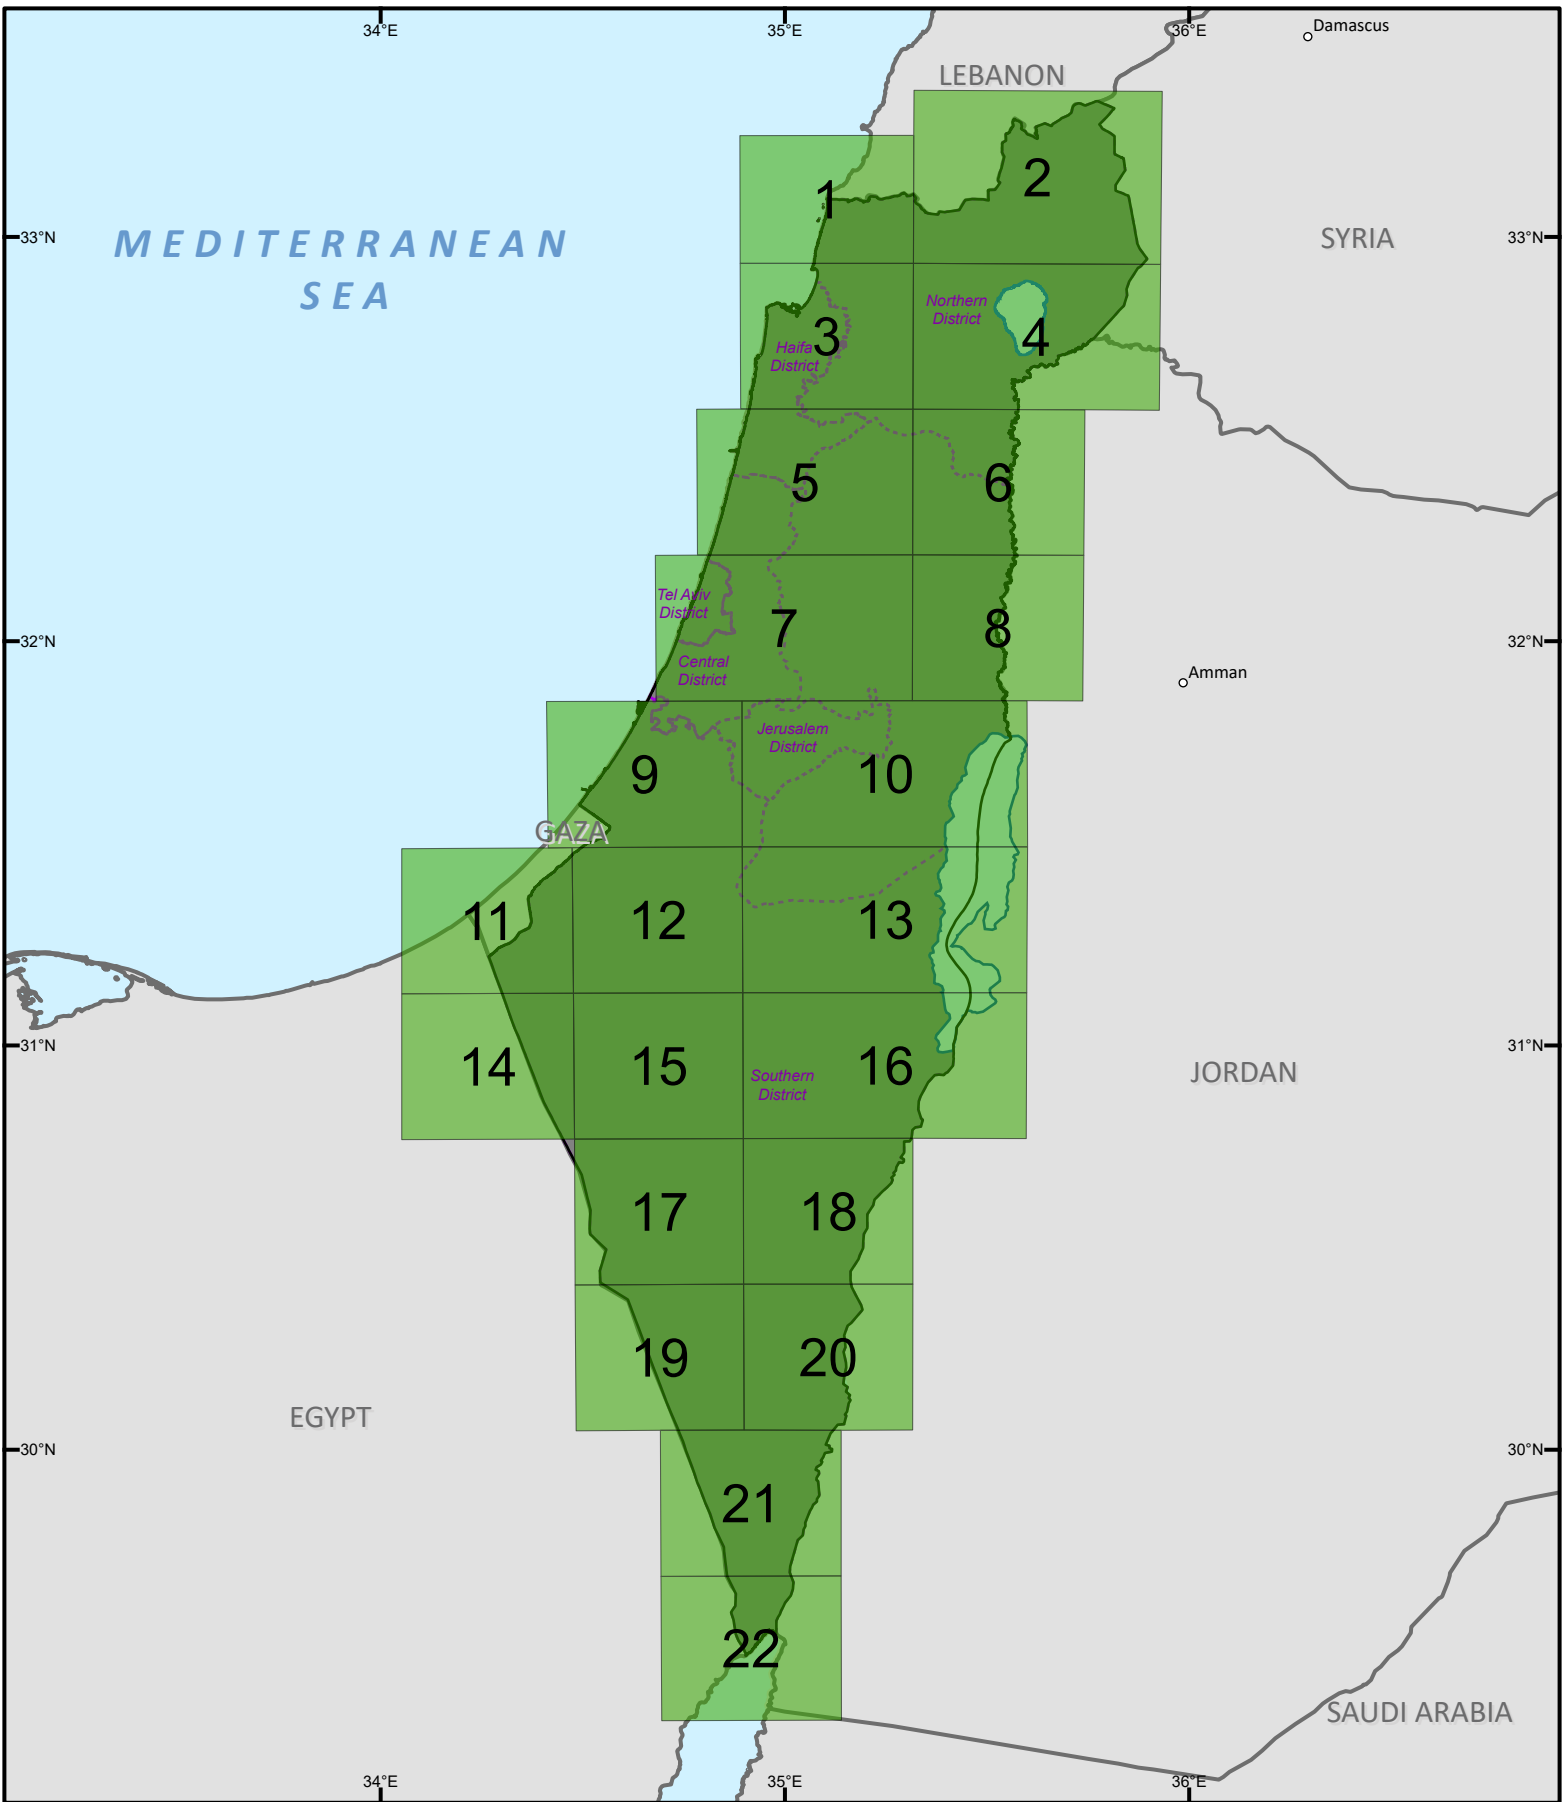 34°E
35°E
36°E
Damascus
LEBANON
2
1
33°N
MEDITERRANEAN
SEA
SYRIA
33°N
Northern
District
3
4
Haifa
District
5
6
Tel Aviv
District
7
8
32°N
32°N
Central
District
Amman
Jerusalem
District
9
10
GAZA
11
12
13
31°N
31°N
14
15
16
Southern
District
JORDAN
17
18
19
20
EGYPT
30°N
30°N
21
22
SAUDI ARABIA
34°E
35°E
36°E